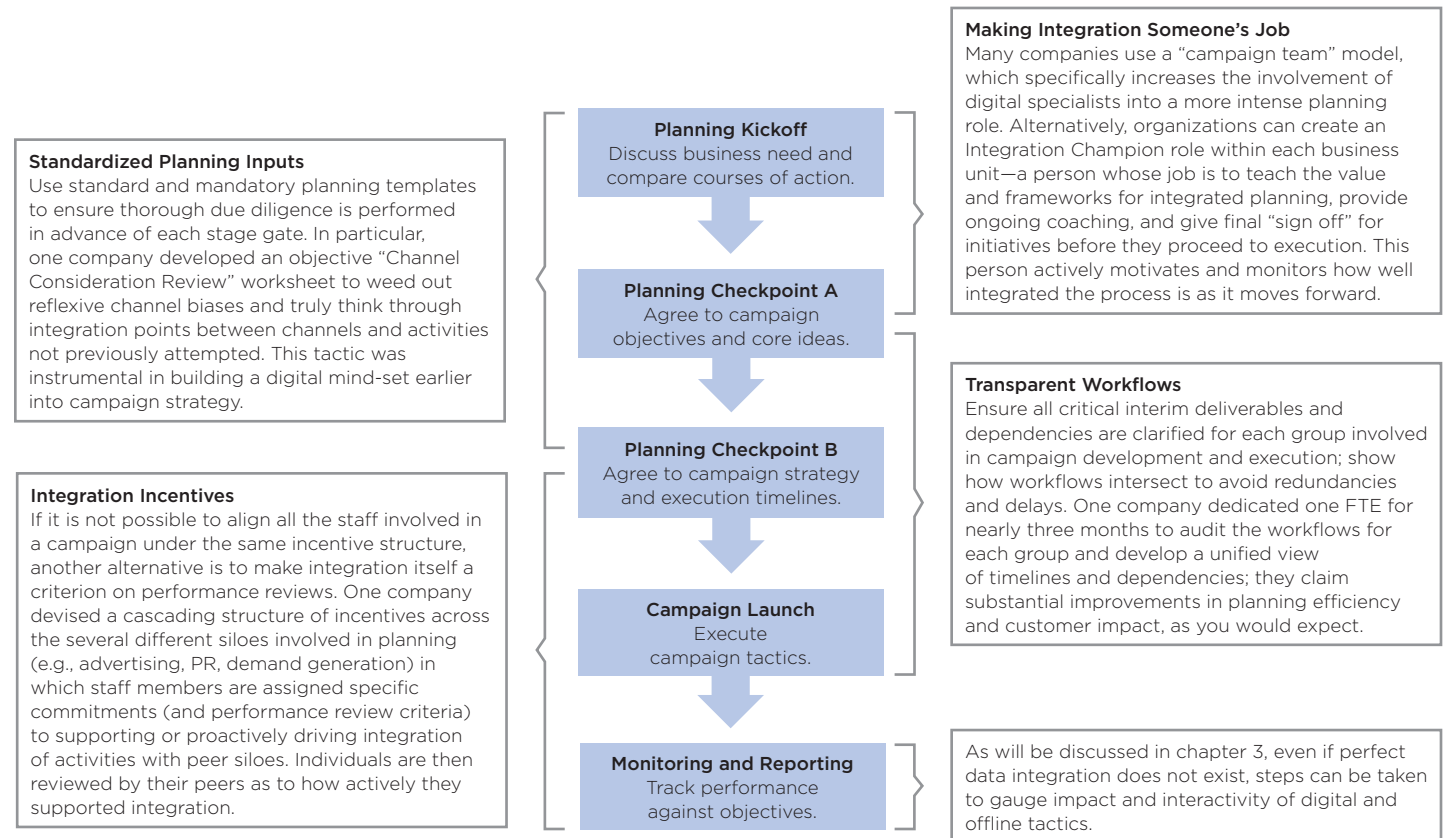 Standardized Planning Inputs
Use standard and mandatory planning templates
to ensure thorough due diligence is performed
in advance of each stage gate. In particular,
one company developed an objective “Channel
Consideration Review” worksheet to weed out
reflexive channel biases and truly think through
integration points between channels and activities
not previously attempted. This tactic was
instrumental in building a digital mind-set earlier
into campaign strategy.
Integration Incentives
If it is not possible to align all the staff involved in
a campaign under the same incentive structure,
another alternative is to make integration itself a
criterion on performance reviews. One company
devised a cascading structure of incentives across
the several different siloes involved in planning
(e.g., advertising, PR, demand generation) in
which staff members are assigned specific
commitments (and performance review criteria)
to supporting or proactively driving integration
of activities with peer siloes. Individuals are then
reviewed by their peers as to how actively they
supported integration.
Planning Kickoff
Discuss business need and
compare courses of action.
Planning Checkpoint A
Agree to campaign
objectives and core ideas.
Planning Checkpoint B
Agree to campaign strategy
and execution timelines.
Campaign Launch
Execute
campaign tactics.
Monitoring and Reporting
Track performance
against objectives.
Making Integration Someone’s Job
Many companies use a “campaign team” model,
which specifically increases the involvement of
digital specialists into a more intense planning
role. Alternatively, organizations can create an
Integration Champion role within each business
unit—a person whose job is to teach the value
and frameworks for integrated planning, provide
ongoing coaching, and give final “sign off” for
initiatives before they proceed to execution. This
person actively motivates and monitors how well
integrated the process is as it moves forward.
Transparent Workflows
Ensure all critical interim deliverables and
dependencies are clarified for each group involved
in campaign development and execution; show
how workflows intersect to avoid redundancies
and delays. One company dedicated one FTE for
nearly three months to audit the workflows for
each group and develop a unified view
of timelines and dependencies; they claim
substantial improvements in planning efficiency
and customer impact, as you would expect.
As will be discussed in chapter 3, even if perfect
data integration does not exist, steps can be taken
to gauge impact and interactivity of digital and
offline tactics.